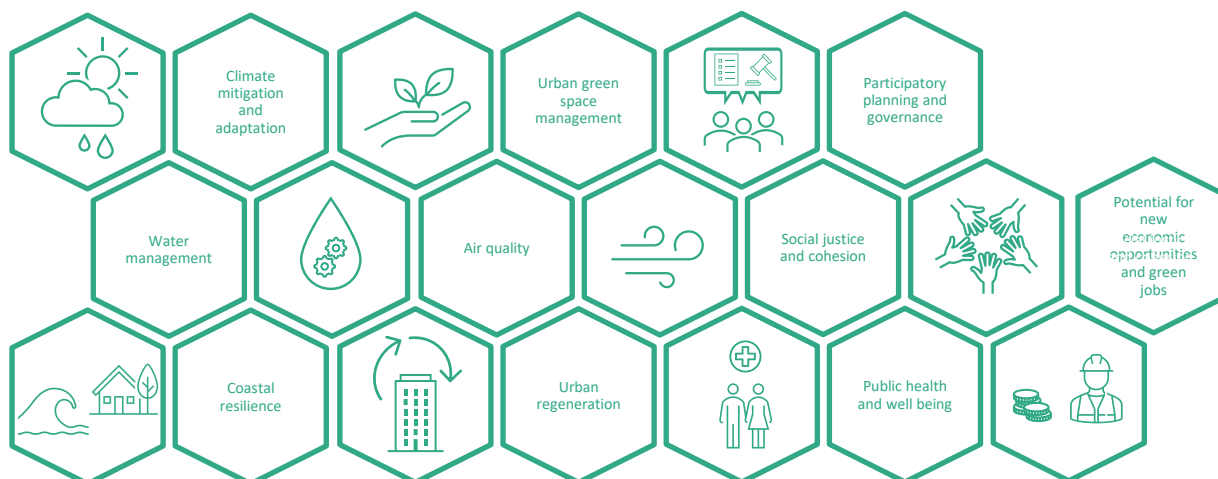 Climate
mitigation
and
adaptation
Urban green
space
management
Participatory
planning and
governance
Water
management
Air quality
Social justice
and cohesion
Potential for
new
economic
opportunities
and green
jobs
Coastal
resilience
Urban
regeneration
Public health
and well being